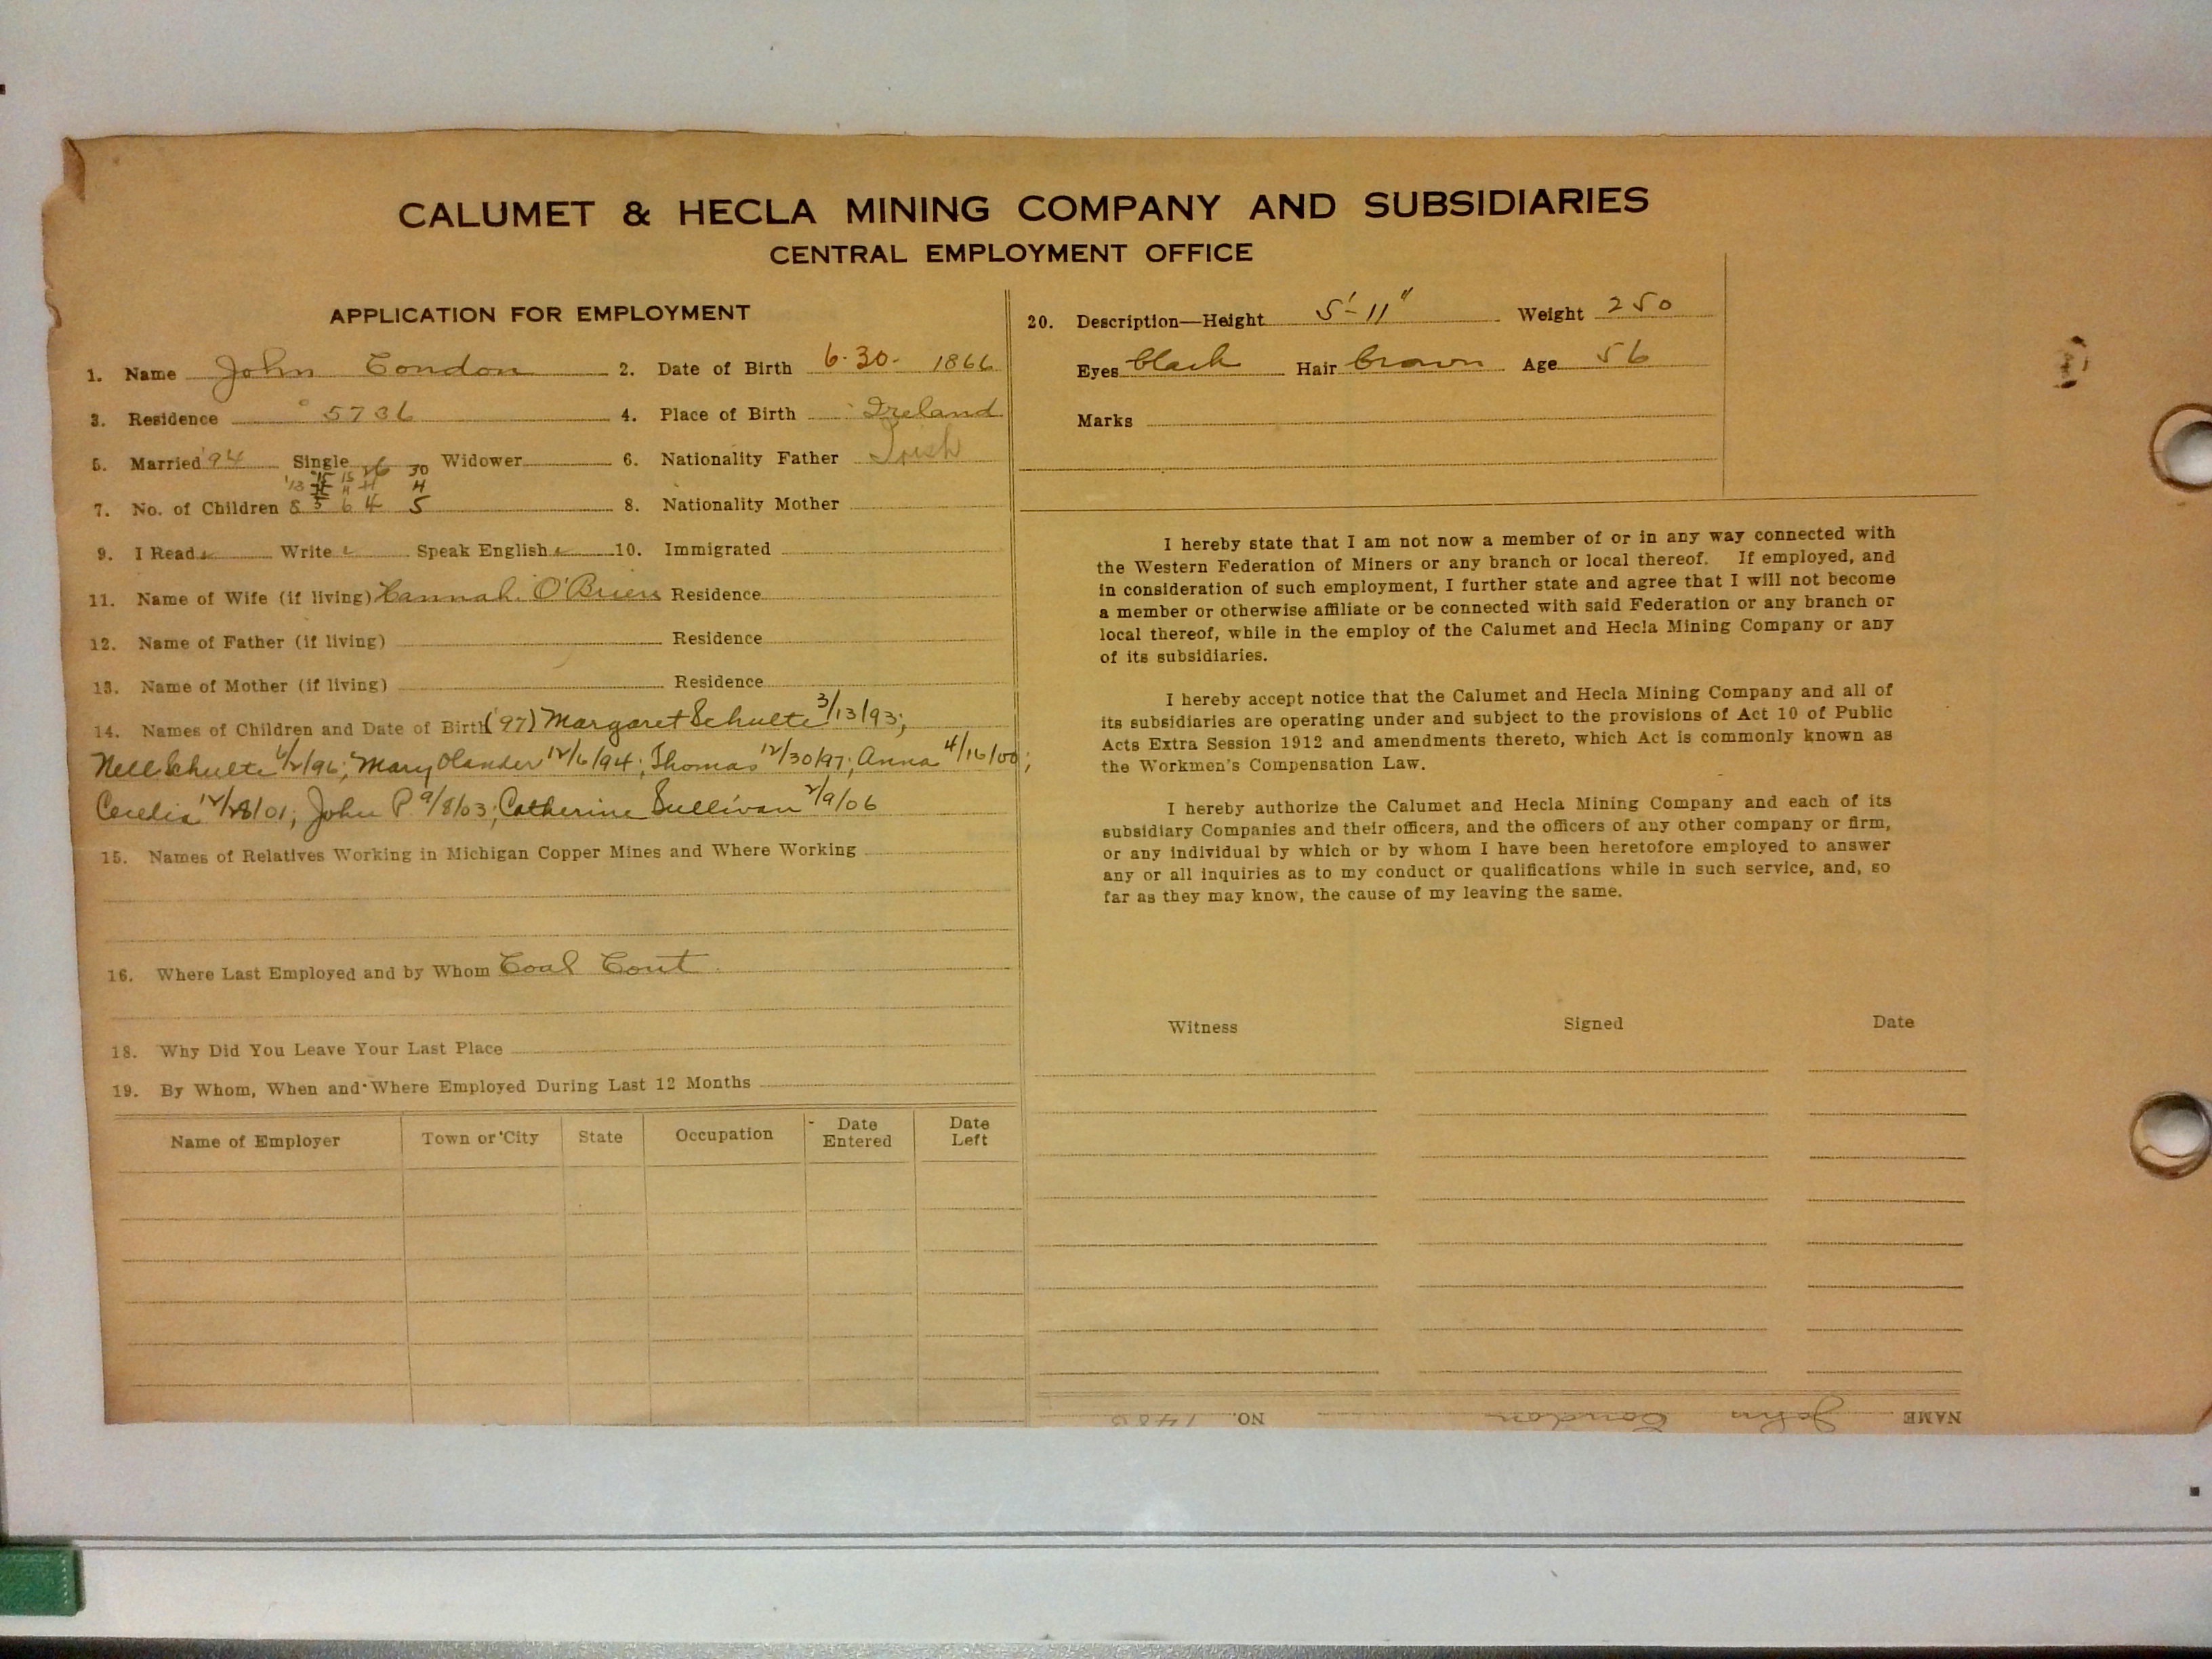 CALUMET & HECLA MINING COMPANY AND SUBSIDIARIES
CENTRAL EMPLOYMENT OFFICE
APPLICATION FOR EMPLOYMENT
1. Name John Condon 2. Date of Birth 6-30- 1866
3. Residence 5736 4. Place of Birth Ireland
5. Married '94 Single Widower 6. Nationality Father Irish
7. No. of Children 8 5 6 4 5 8. Nationality Mother
9. I Read ✓ Write ✓ Speak English ✓ 10. Immigrated
11. Name of Wife (if living) Hannah O'Brien Residence
12. Name of Father (if living) Residence
13. Name of Mother (if living) Residence
14. Names of Children and Date of Birth ('97) Margaret Schulte 3/13/93;
Nell Schulte 6/2/96; Mary Olander 12/6/94; Thomas 12/30/97; Anna 4/16/00;
Cecelia 12/28/01; John P. 9/8/03; Catherine Sullivan 2/9/06
15. Names of Relatives Working in Michigan Copper Mines and Where Working
16. Where Last Employed and by Whom Coal Cont
18. Why Did You Leave Your Last Place
19. By Whom, When and Where Employed During Last 12 Months
Name of Employer Town or City State Occupation Date Entered Date Left
20. Description—Height 5'-11" Weight 250
Eyes black Hair brown Age 56
Marks
I hereby state that I am not now a member of or in any way connected with
the Western Federation of Miners or any branch or local thereof. If employed, and
in consideration of such employment, I further state and agree that I will not become
a member or otherwise affiliate or be connected with said Federation or any branch or
local thereof, while in the employ of the Calumet and Hecla Mining Company or any
of its subsidiaries.
I hereby accept notice that the Calumet and Hecla Mining Company and all of
its subsidiaries are operating under and subject to the provisions of Act 10 of Public
Acts Extra Session 1912 and amendments thereto, which Act is commonly known as
the Workmen's Compensation Law.
I hereby authorize the Calumet and Hecla Mining Company and each of its
subsidiary Companies and their officers, and the officers of any other company or firm,
or any individual by which or by whom I have been heretofore employed to answer
any or all inquiries as to my conduct or qualifications while in such service, and, so
far as they may know, the cause of my leaving the same.
Witness Signed Date
NAME John Condon NO.